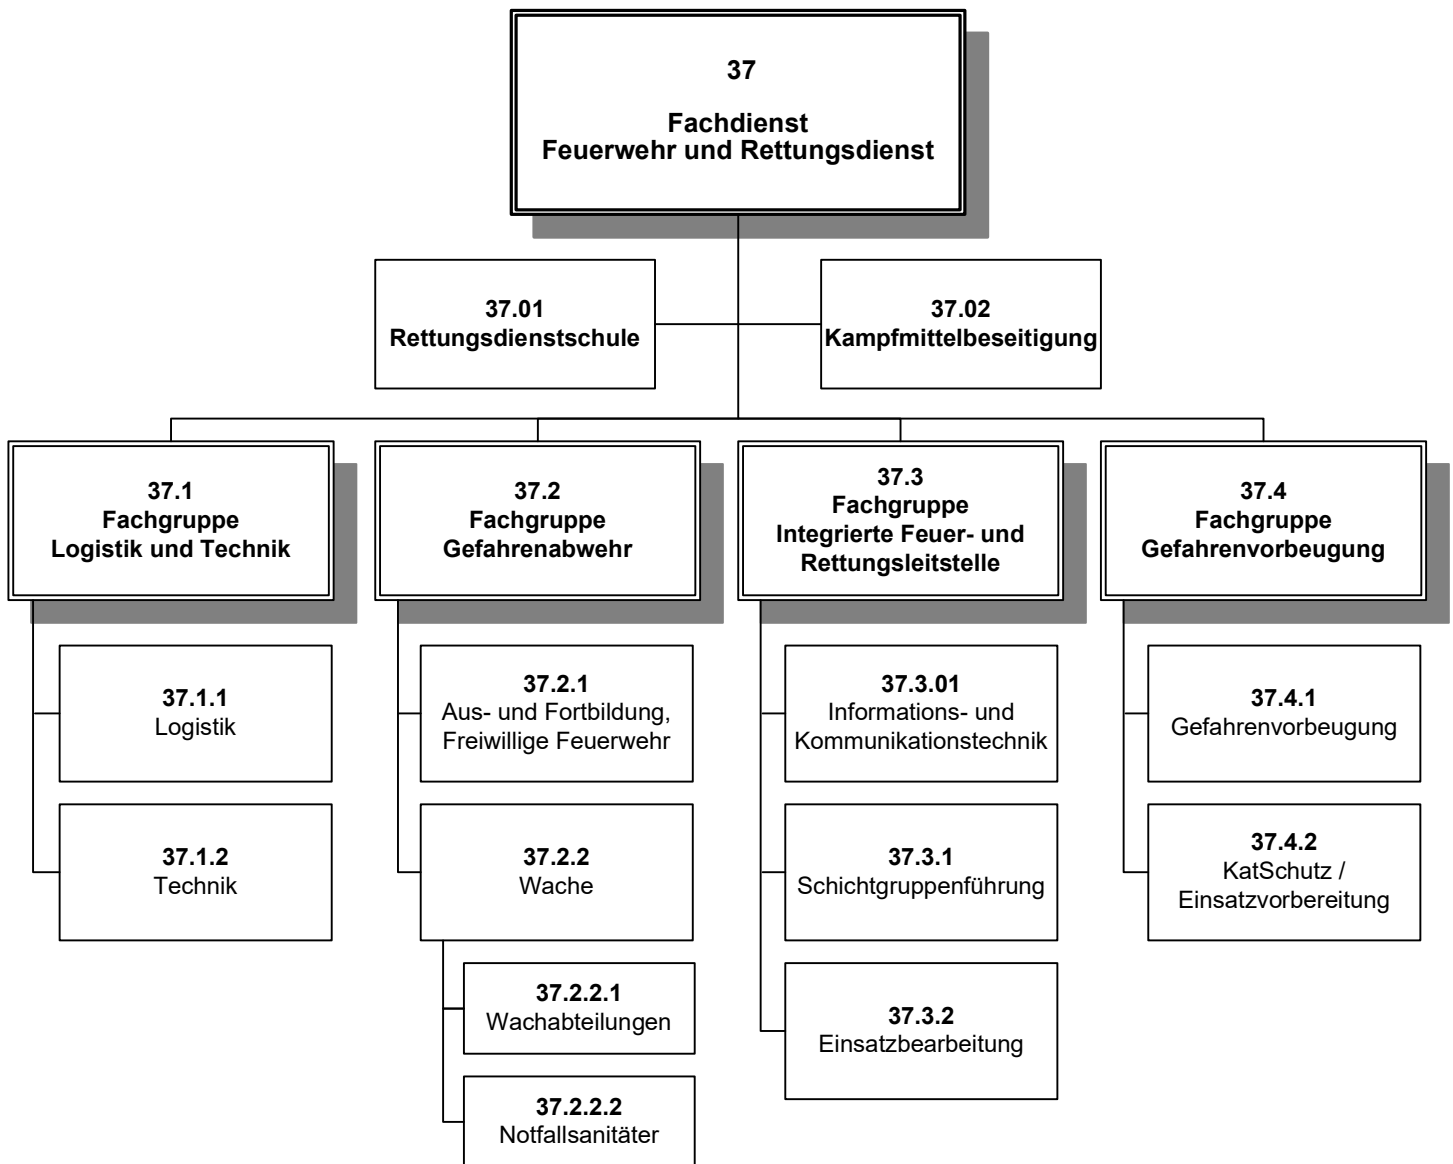 37
Fachdienst
Feuerwehr und Rettungsdienst
37.01
Rettungsdienstschule
37.02
Kampfmittelbeseitigung
37.1
Fachgruppe
Logistik und Technik
37.2
Fachgruppe
Gefahrenabwehr
37.3
Fachgruppe
Integrierte Feuer- und
Rettungsleitstelle
37.4
Fachgruppe
Gefahrenvorbeugung
37.1.1
Logistik
37.2.1
Aus- und Fortbildung,
Freiwillige Feuerwehr
37.3.01
Informations- und
Kommunikationstechnik
37.4.1
Gefahrenvorbeugung
37.1.2
Technik
37.2.2
Wache
37.3.1
Schichtgruppenführung
37.4.2
KatSchutz /
Einsatzvorbereitung
37.2.2.1
Wachabteilungen
37.3.2
Einsatzbearbeitung
37.2.2.2
Notfallsanitäter